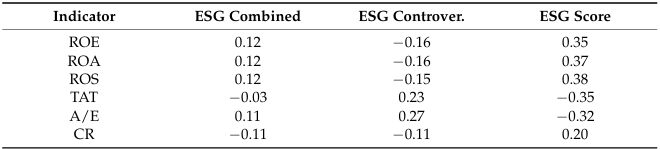 Indicator ESG Combined ESG Controver. ESG Score
ROE 0.12 −0.16 0.35
ROA 0.12 −0.16 0.37
ROS 0.12 −0.15 0.38
TAT −0.03 0.23 −0.35
A/E 0.11 0.27 −0.32
CR −0.11 −0.11 0.20